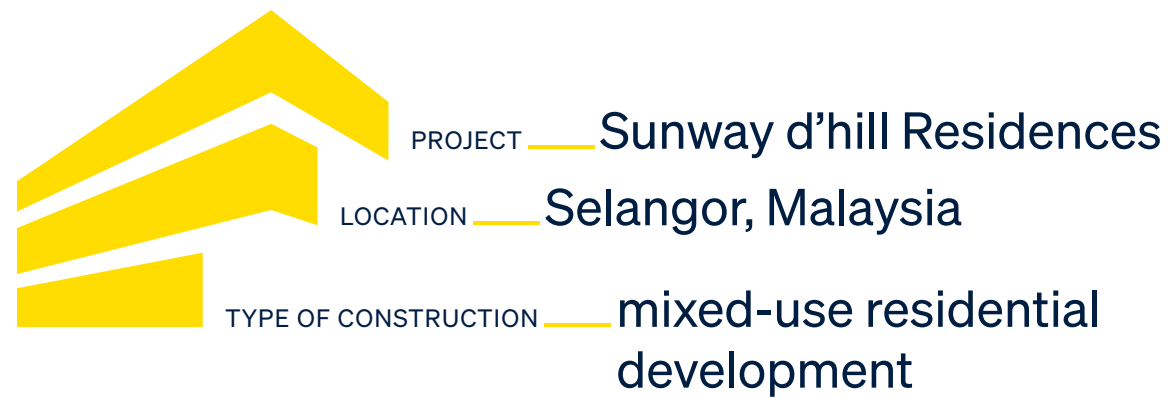 PROJECT Sunway d’hill Residences
LOCATION Selangor, Malaysia
TYPE OF CONSTRUCTION mixed-use residential
development